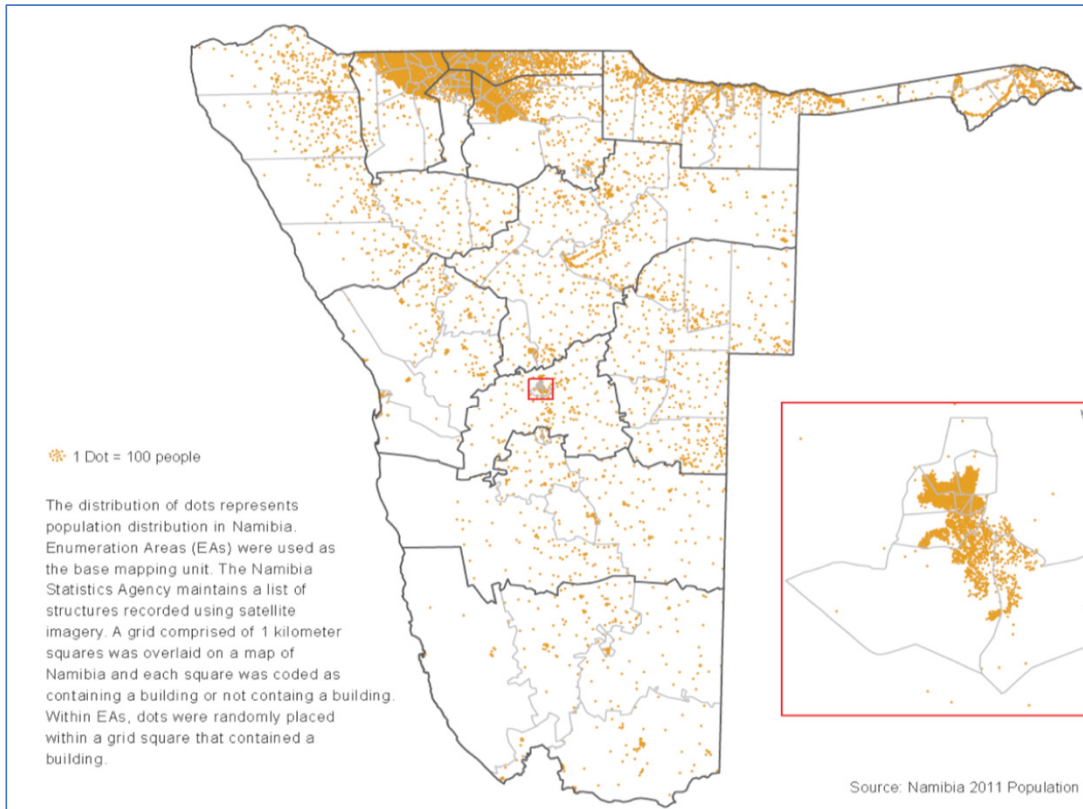 1 Dot = 100 people
The distribution of dots represents
population distribution in Namibia.
Enumeration Areas (EAs) were used as
the base mapping unit. The Namibia
Statistics Agency maintains a list of
structures recorded using satellite
imagery. A grid comprised of 1 kilometer
squares was overlaid on a map of
Namibia and each square was coded as
containing a building or not containg a building.
Within EAs, dots were randomly placed
within a grid square that contained a
building.
Source: Namibia 2011 Population